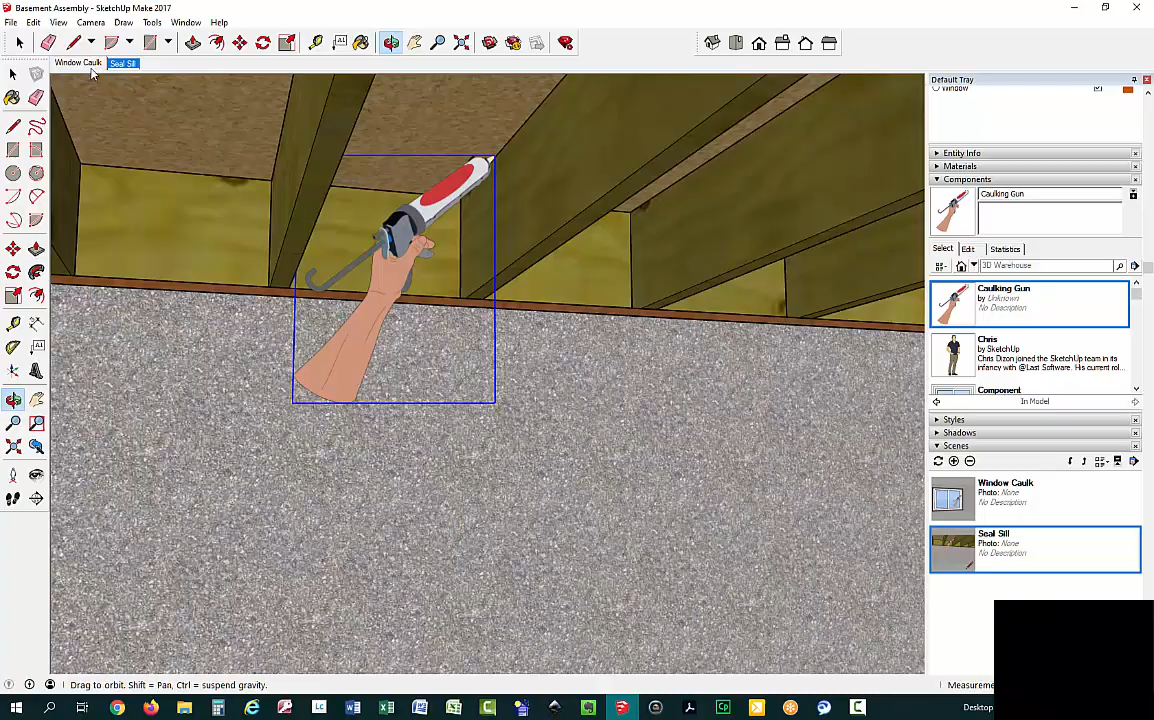 Basement Assembly - SketchUp Make 2017
File Edit View Camera Draw Tools Window Help
Window Caulk Seal Sill
Default Tray
Window
Entity Info
Materials
Components
Caulking Gun
Select Edit Statistics
3D Warehouse
Caulking Gun
by Unknown
No Description
Chris
by SketchUp
Chris Dizon joined the SketchUp team in its
infancy with @Last Software. His current rol...
Component
In Model
Styles
Shadows
Scenes
Window Caulk
Photo: None
No Description
Seal Sill
Photo: None
No Description
Drag to orbit. Shift = Pan, Ctrl = suspend gravity.
Measureme
Desktop